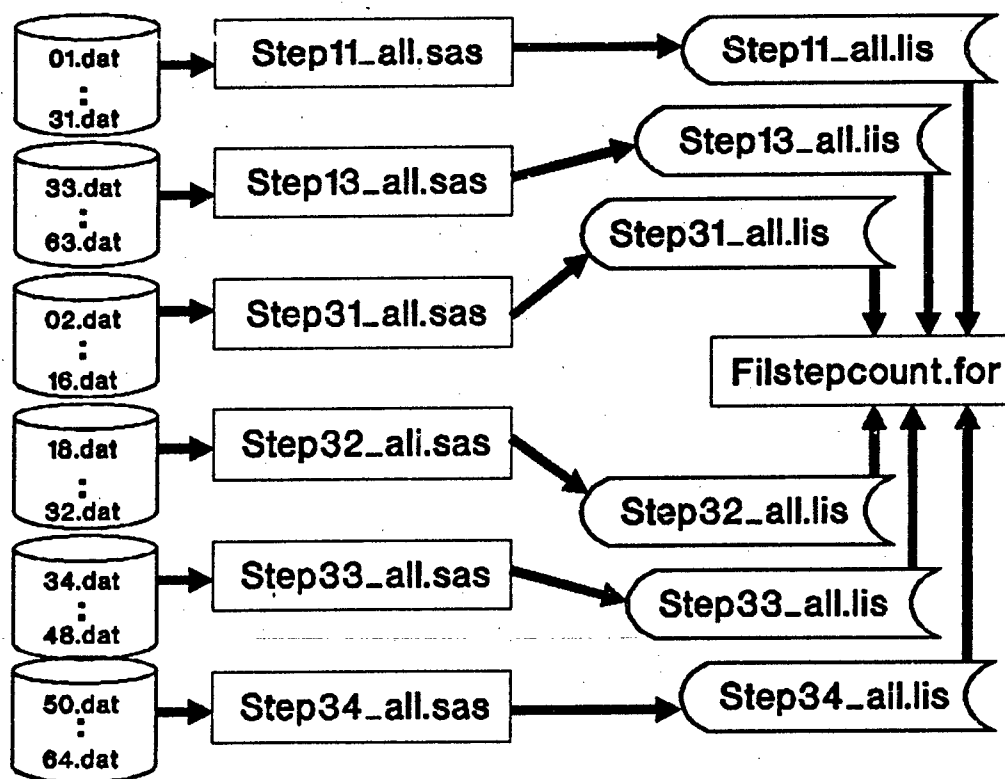 01.dat
:
31.dat
Step11_all.sas
Step11_all.lis
33.dat
:
63.dat
Step13_all.sas
Step13_all.lis
02.dat
:
16.dat
Step31_all.sas
Step31_all.lis
Filstepcount.for
18.dat
:
32.dat
Step32_all.sas
Step32_all.lis
34.dat
:
48.dat
Step33_all.sas
Step33_all.lis
50.dat
:
64.dat
Step34_all.sas
Step34_all.lis